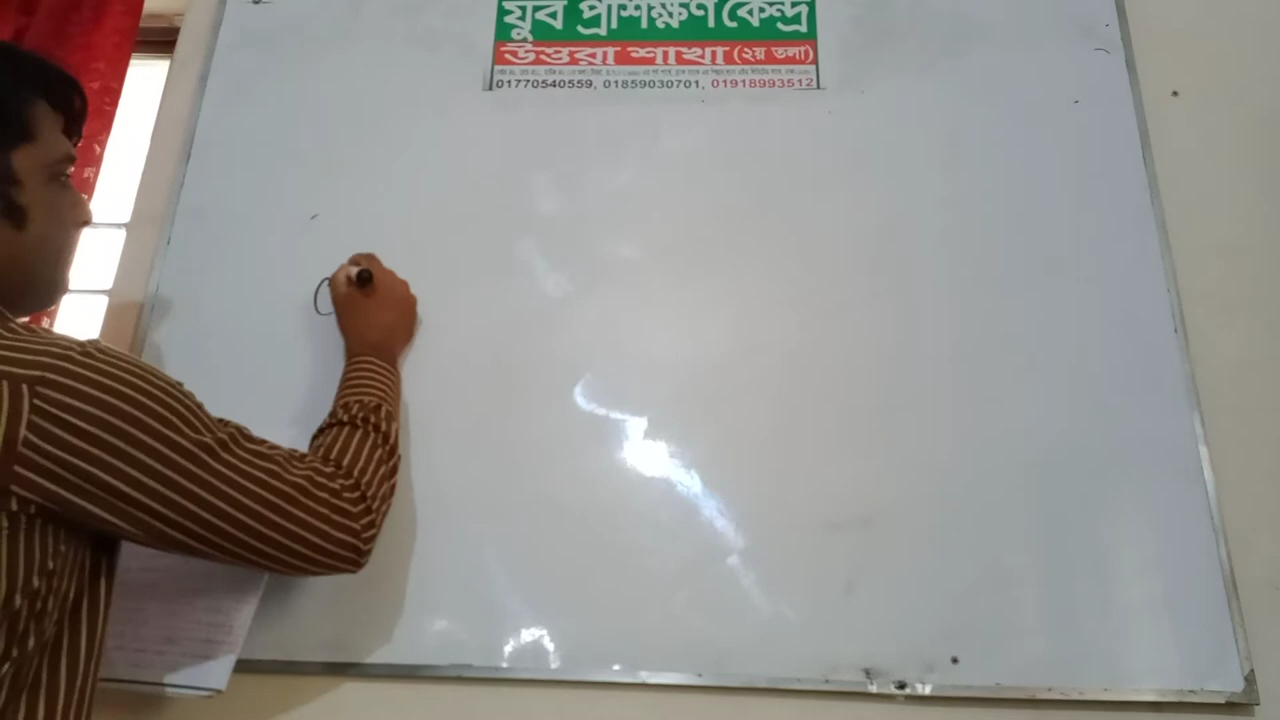 যুব প্রশিক্ষণ কেন্দ্র
উত্তরা শাখা (২য় তলা)
01770540559, 01859030701, 01918993512